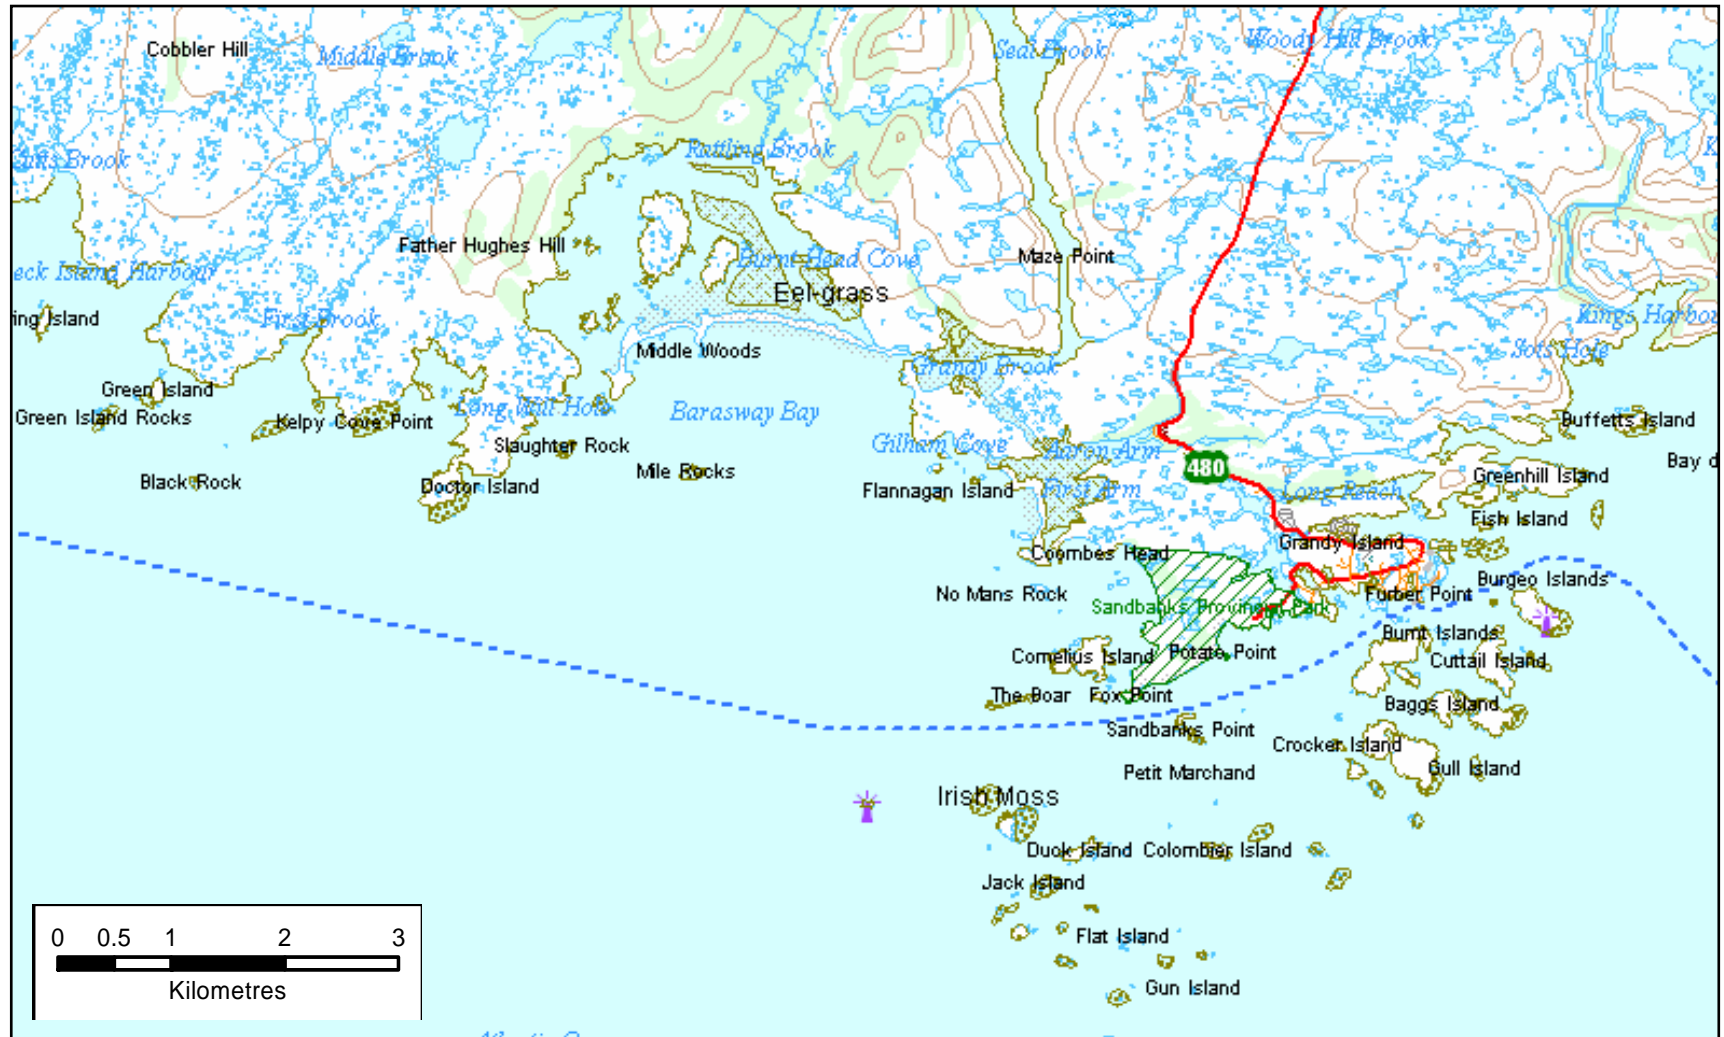 Cobbler Hill
Middle Brook
Seal Brook
Woody Hill Brook
Brook
Rattling Brook
Father Hughes Hill
Burnt Head Cove
Maze Point
Island Harbour
Eel-grass
Island
First Brook
Kings
Middle Woods
Sots Hole
Grandy Brook
Green Island
Green Island Rocks
Kelpy Cove Point
Long Will Hole
Barasway Bay
Buffetts Island
Slaughter Rock
Gilham Cove
Aaron Arm
Bay
Black Rock
Doctor Island
Mile Rocks
Flannagan Island
First Arm
480
Long Reach
Greenhill Island
Fish Island
Coombes Head
Grandy Island
No Mans Rock
Sandbanks Provincial Park
Furber Point
Burgeo Islands
Cornelius Island
Potato Point
Burnt Islands
Cuttail Island
The Boar
Fox Point
Baggs Island
Sandbanks Point
Crocker Island
Petit Marchand
Gull Island
Irish Moss
Duck Island
Colombier Island
Jack Island
Flat Island
Gun Island
0 0.5 1 2 3
Kilometres